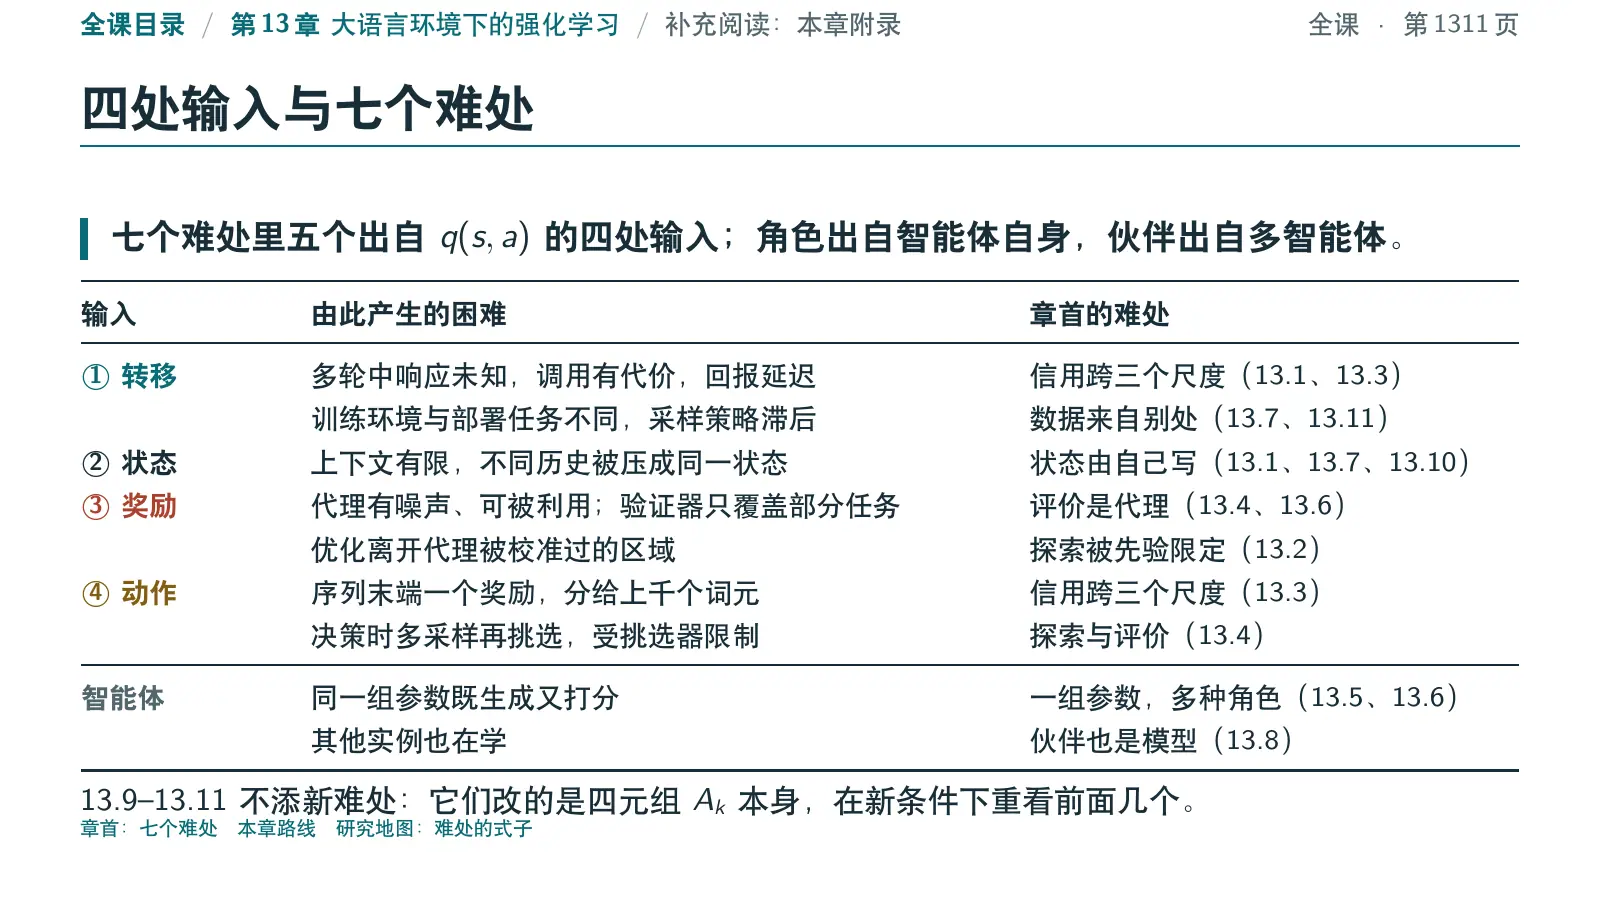 全课目录 / 第 13 章 大语言环境下的强化学习 / 补充阅读：本章附录 全课 · 第 1311 页
四处输入与七个难处
七个难处里五个出自 q(s, a) 的四处输入；角色出自智能体自身，伙伴出自多智能体。
输入 由此产生的困难 章首的难处
① 转移 多轮中响应未知，调用有代价，回报延迟 信用跨三个尺度（13.1、13.3）
训练环境与部署任务不同，采样策略滞后 数据来自别处（13.7、13.11）
② 状态 上下文有限，不同历史被压成同一状态 状态由自己写（13.1、13.7、13.10）
③ 奖励 代理有噪声、可被利用；验证器只覆盖部分任务 评价是代理（13.4、13.6）
优化离开代理被校准过的区域 探索被先验限定（13.2）
④ 动作 序列末端一个奖励，分给上千个词元 信用跨三个尺度（13.3）
决策时多采样再挑选，受挑选器限制 探索与评价（13.4）
智能体 同一组参数既生成又打分 一组参数，多种角色（13.5、13.6）
其他实例也在学 伙伴也是模型（13.8）
13.9–13.11 不添新难处：它们改的是四元组 Aₖ 本身，在新条件下重看前面几个。
章首：七个难处 本章路线 研究地图：难处的式子